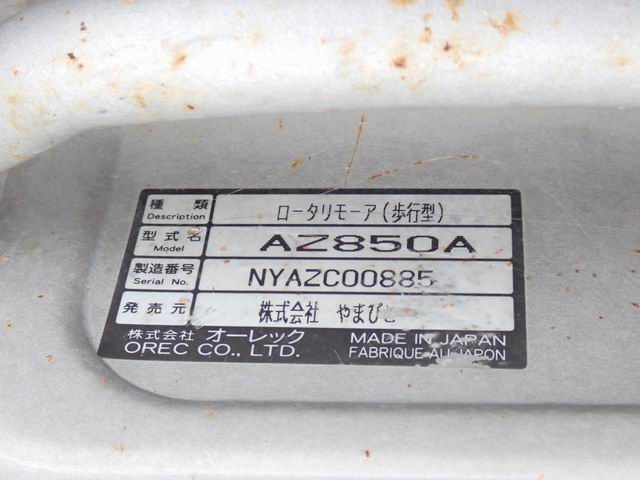 種類 ロータリモーア(歩行型)
Description
型式名 AZ850A
Model
製造番号 NYAZC00885
Serial No.
発売元 株式会社 やまびこ
株式会社 オーレック MADE IN JAPAN
OREC CO., LTD. FABRIQUE AU JAPON